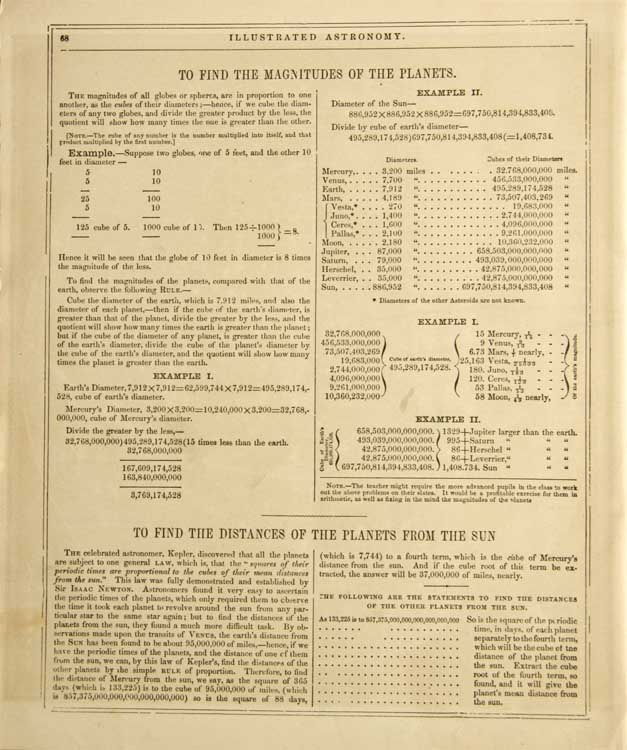 68
ILLUSTRATED ASTRONOMY.
TO FIND THE MAGNITUDES OF THE PLANETS.
THE magnitudes of all globes or spheres, are in proportion to one
another, as the cubes of their diameters;—hence, if we cube the diam-
eters of any two globes, and divide the greater product by the less, the
quotient will show how many times the one is greater than the other.
[NOTE.—The cube of any number is the number multiplied into itself, and that
product multiplied by the first number.]
Example.—Suppose two globes, one of 5 feet, and the other 10
feet in diameter—
5 10
5 10
25 100
5 10
125 cube of 5. 1000 cube of 10. Then 125÷1000 } =8.
1000 }
Hence it will be seen that the globe of 10 feet in diameter is 8 times
the magnitude of the less.
To find the magnitudes of the planets, compared with that of the
earth, observe the following RULE.—
Cube the diameter of the earth, which is 7,912 miles, and also the
diameter of each planet,—then if the cube of the earth's diameter, is
greater than that of the planet, divide the greater by the less, and the
quotient will show how many times the earth is greater than the planet;
but if the cube of the diameter of any planet, is greater than the cube
of the earth's diameter, divide the cube of the planet's diameter by
the cube of the earth's diameter, and the quotient will show how many
times the planet is greater than the earth.
EXAMPLE I.
Earth's Diameter, 7,912×7,912=62,599,744×7,912=495,289,174,-
528, cube of earth's diameter.
Mercury's Diameter, 3,200×3,200=10,240,000×3,200=32,768,-
000,000, cube of Mercury's diameter.
Divide the greater by the less,—
32,768,000,000)495,289,174,528(15 times less than the earth.
32,768,000,000
167,609,174,528
163,840,000,000
3,769,174,528
EXAMPLE II.
Diameter of the Sun—
886,952×886,952×886,952=697,750,814,394,833,408.
Divide by cube of earth's diameter—
495,289,174,528)697,750,814,394,833,408(=1,408,734.
Diameters. Cubes of their Diameters
Mercury, . . . . 3,200 miles . . . . . . . . 32,768,000,000 miles.
Venus, . . . . . 7,700 " . . . . . . . . 456,533,000,000 "
Earth, . . . . . 7,912 " . . . . . . . . 495,289,174,528 "
Mars, . . . . . 4,189 " . . . . . . . . 73,507,403,269 "
Vesta,* . . . 270 " . . . . . . . . 19,683,000 "
Juno,* . . . 1,400 " . . . . . . . . 2,744,000,000 "
Ceres,* . . . 1,600 " . . . . . . . . 4,096,000,000 "
Pallas,* . . . 2,100 " . . . . . . . . 9,261,000,000 "
Moon, . . . . . 2,180 " . . . . . . . . 10,360,232,000 "
Jupiter, . . . . 87,000 " . . . . . . . . 658,503,000,000,000 "
Saturn, . . . . 79,000 " . . . . . . . . 493,039,000,000,000 "
Herschel, . . 35,000 " . . . . . . . . 42,875,000,000,000 "
Leverrier, . . 35,000 " . . . . . . . . 42,875,000,000,000 "
Sun, . . . . . . 886,952 " . . . . . . . . 697,750,814,394,833,408 "
* Diameters of the other Asteroids are not known.
EXAMPLE I.
32,768,000,000 15 Mercury,
456,533,000,000 9 Venus,
73,507,403,269 6.73 Mars, nearly,
19,683,000 Cube of earth's diameter, 25,163 Vesta,
2,744,000,000 495,289,174,528. 180. Juno,
4,096,000,000 120. Ceres,
9,261,000,000 53 Pallas,
10,360,232,000 58 Moon, nearly,
Of the earth's magnitude.
EXAMPLE II.
Cube of Earth's Diameter,
658,503,000,000,000. 1329+Jupiter larger than the earth.
493,039,000,000,000. 995+Saturn " " "
42,875,000,000,000. 86+Herschel " " "
42,875,000,000,000. 86+Leverrier, " " "
697,750,814,394,833,408. 1,408.734. Sun " " "
NOTE.—The teacher might require the more advanced pupils in the class to work
out the above problems on their slates. It would be a profitable exercise for them in
arithmetic, as well as fixing in the mind the magnitudes of the planets
TO FIND THE DISTANCES OF THE PLANETS FROM THE SUN
THE celebrated astronomer, Kepler, discovered that all the planets
are subject to one general LAW, which is, that the "squares of their
periodic times are proportional to the cubes of their mean distances
from the sun." This law was fully demonstrated and established by
Sir ISAAC NEWTON. Astronomers found it very easy to ascertain
the periodic times of the planets, which only required them to observe
the time it took each planet to revolve around the sun from any par-
ticular star to the same star again; but to find the distances of the
planets from the sun, they found a much more difficult task. By ob-
servations made upon the transits of VENUS, the earth's distance from
the SUN has been found to be about 95,000,000 of miles,—hence, if we
have the periodic times of the planets, and the distance of one of them
from the sun, we can, by this law of Kepler's, find the distances of the
other planets by the simple RULE of proportion. Therefore, to find
the distance of Mercury from the sun, we say, as the square of 365
days (which is 133,225) is to the cube of 95,000,000 of miles, (which
is 857,375,000,000,000,000,000,000) so is the square of 88 days,
(which is 7,744) to a fourth term, which is the cube of Mercury's
distance from the sun. And if the cube root of this term be ex-
tracted, the answer will be 37,000,000 of miles, nearly.
THE FOLLOWING ARE THE STATEMENTS TO FIND THE DISTANCES
OF THE OTHER PLANETS FROM THE SUN.
As 133,225 is to 857,375,000,000,000,000,000,000 So is the square of the periodic
time, in days, of each planet
separately to the fourth term,
which will be the cube of the
distance of the planet from
the sun. Extract the cube
root of the fourth term, so
found, and it will give the
planet's mean distance from
the sun.